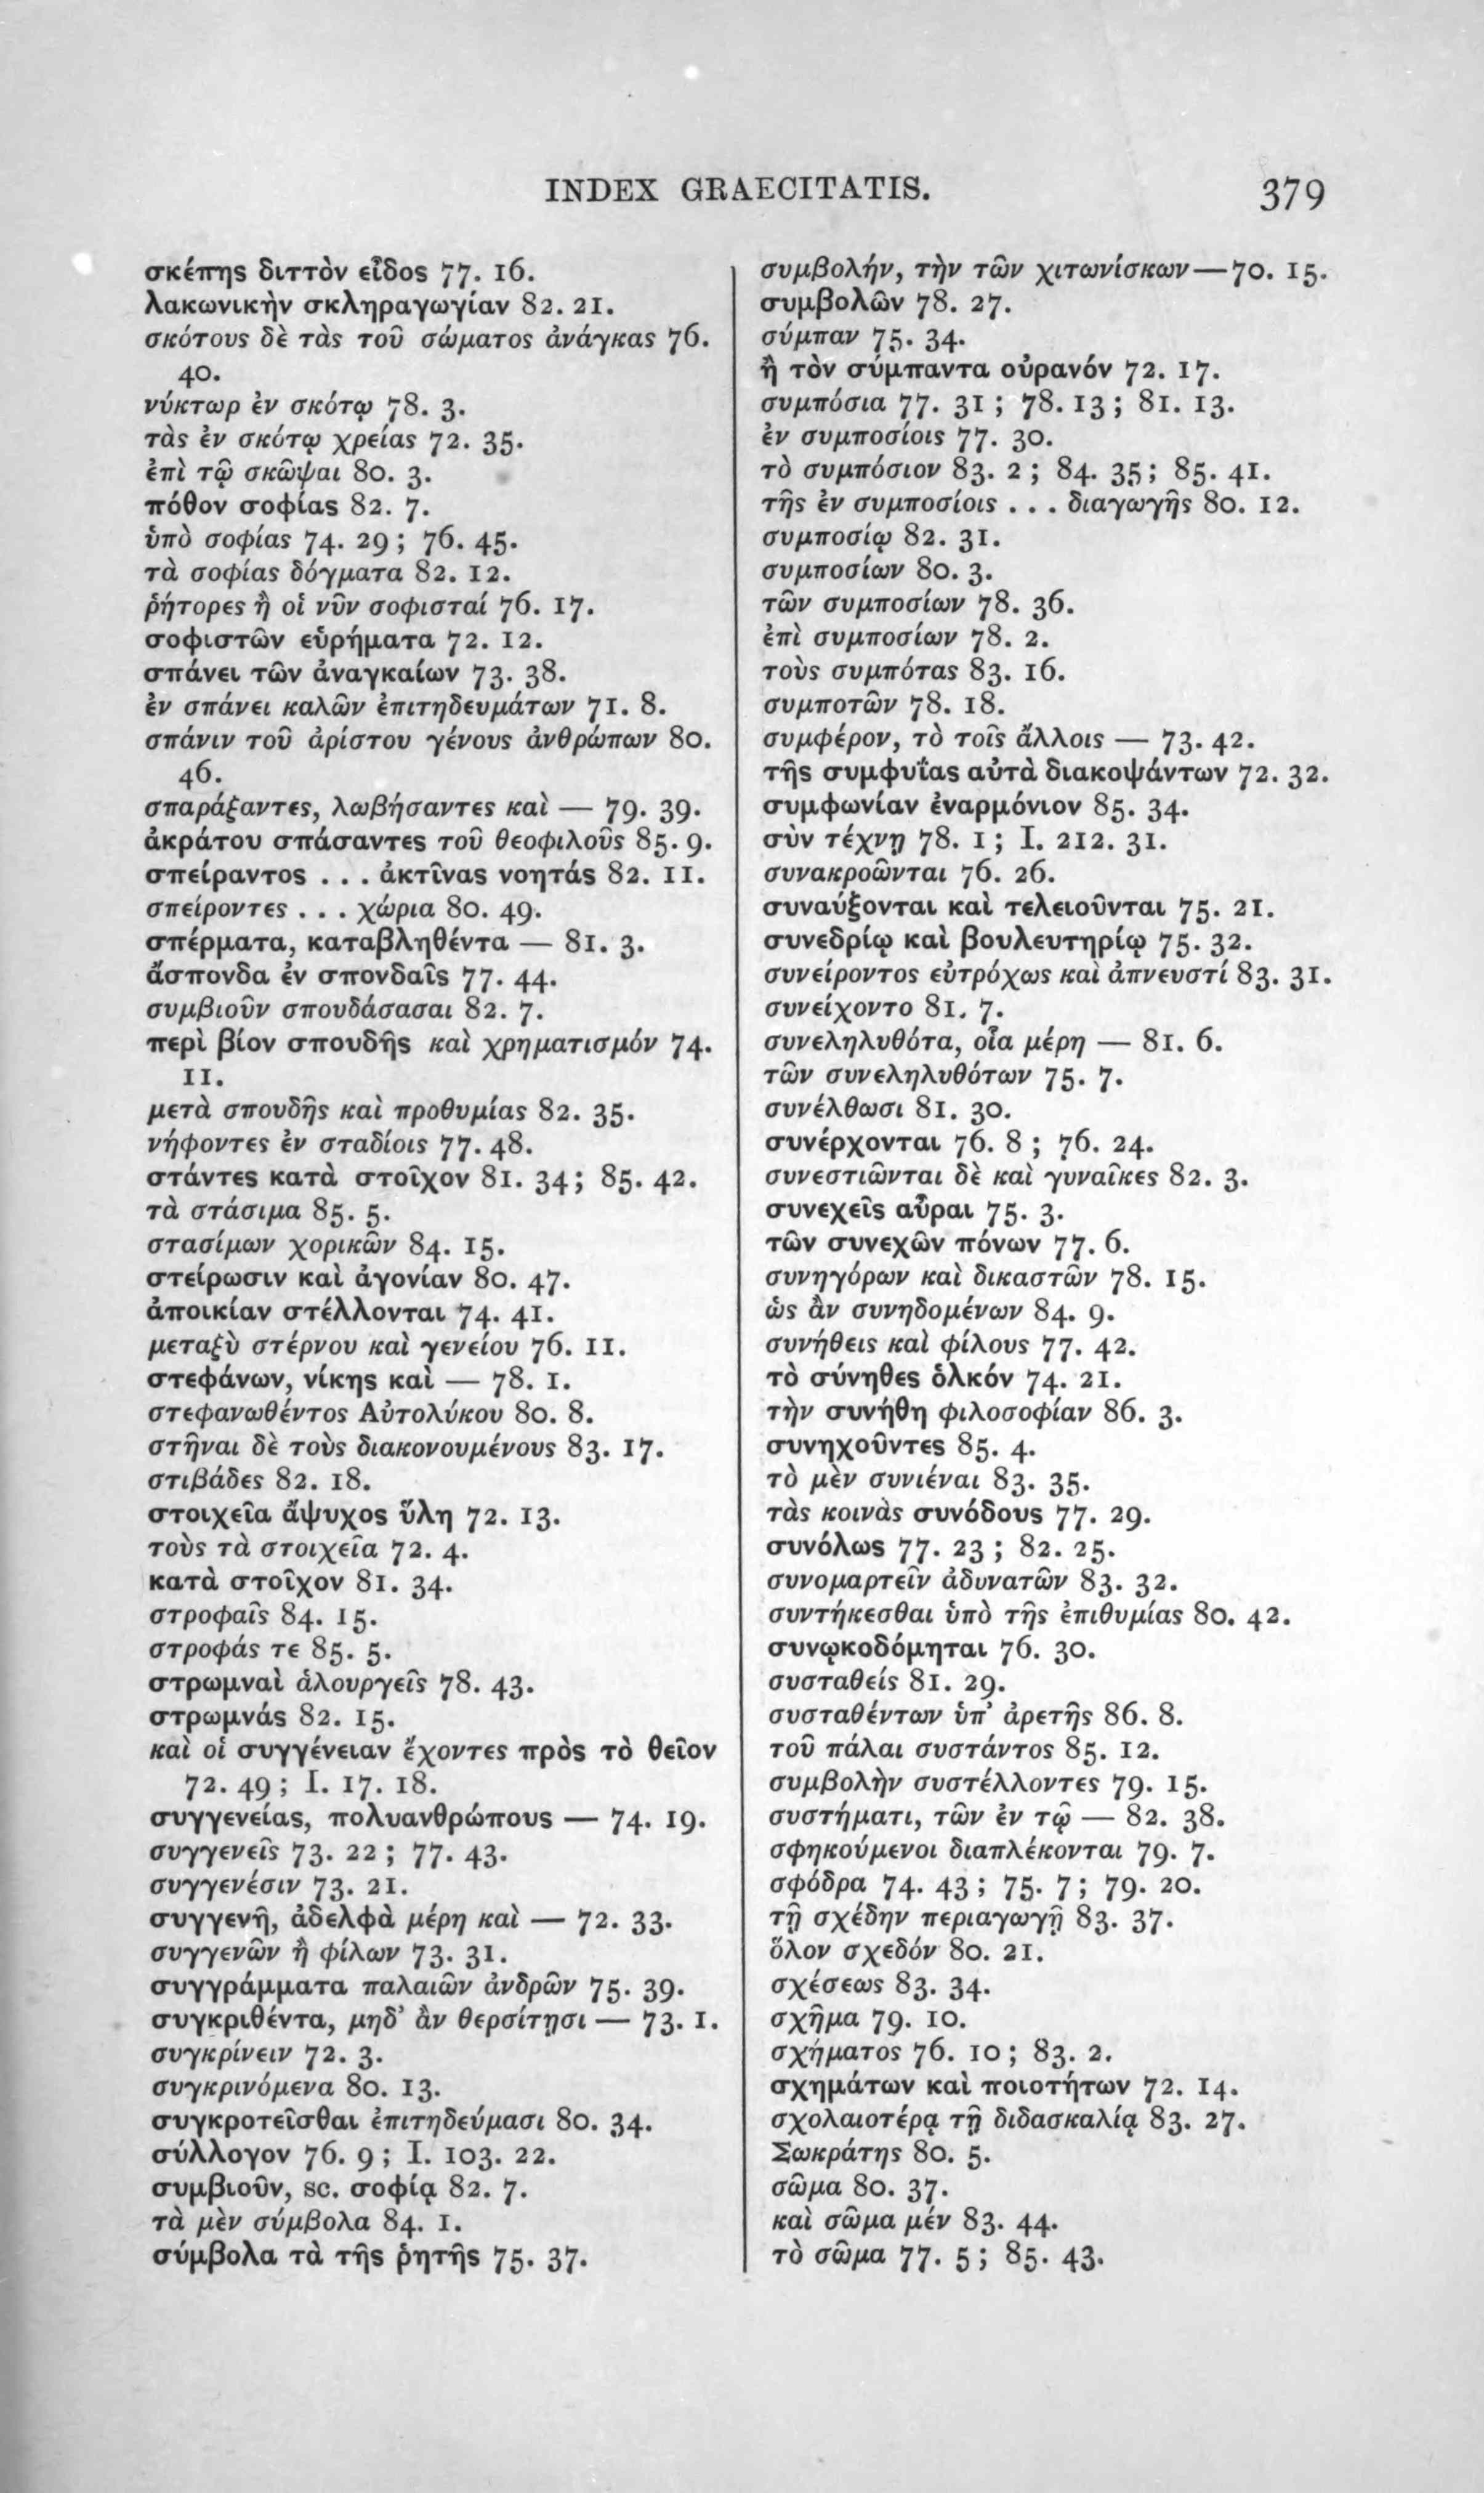 INDEX GRAECITATIS.
379
σκέπης διττὸν εἶδος 77. 16.
λακωνικὴν σκληραγωγίαν 82. 21.
σκότους δὲ τὰς τοῦ σώματος ἀνάγκας 76.
40.
νύκτωρ ἐν σκότῳ 78. 3.
τὰς ἐν σκότῳ χρείας 72. 35.
ἐπὶ τῷ σκῶψαι 80. 3.
πόθον σοφίας 82. 7.
ὑπὸ σοφίας 74. 29; 76. 45.
τὰ σοφίας δόγματα 82. 12.
ῥήτορες ἢ οἱ νῦν σοφισταί 76. 17.
σοφιστῶν εὑρήματα 72. 12.
σπάνει τῶν ἀναγκαίων 73. 38.
ἐν σπάνει καλῶν ἐπιτηδευμάτων 71. 8.
σπάνιν τοῦ ἀρίστου γένους ἀνθρώπων 80.
46.
σπαράξαντες, λωβήσαντες καὶ — 79. 39.
ἀκράτου σπάσαντες τοῦ θεοφιλοῦς 85. 9.
σπείραντος . . . ἀκτῖνας νοητάς 82. 11.
σπείροντες . . . χώρια 80. 49.
σπέρματα, καταβληθέντα — 81. 3.
ἄσπονδα ἐν σπονδαῖς 77. 44.
συμβιοῦν σπουδάσασαι 82. 7.
περὶ βίον σπουδῆς καὶ χρηματισμόν 74.
11.
μετὰ σπουδῆς καὶ προθυμίας 82. 35.
νήφοντες ἐν σταδίοις 77. 48.
στάντες κατὰ στοῖχον 81. 34; 85. 42.
τὰ στάσιμα 85. 5.
στασίμων χορικῶν 84. 15.
στείρωσιν καὶ ἀγονίαν 80. 47.
ἀποικίαν στέλλονται 74. 41.
μεταξὺ στέρνου καὶ γενείου 76. 11.
στεφάνων, νίκης καὶ — 78. 1.
στεφανωθέντος Αὐτολύκου 80. 8.
στῆναι δὲ τοὺς διακονουμένους 83. 17.
στιβάδες 82. 18.
στοιχεῖα ἄψυχος ὕλη 72. 13.
τοὺς τὰ στοιχεῖα 72. 4.
κατὰ στοῖχον 81. 34.
στροφαῖς 84. 15.
στροφάς τε 85. 5.
στρωμναὶ ἁλουργεῖς 78. 43.
στρωμνάς 82. 15.
καὶ οἱ συγγένειαν ἔχοντες πρὸς τὸ θεῖον
72. 49; I. 17. 18.
συγγενείας, πολυανθρώπους — 74. 19.
συγγενεῖς 73. 22; 77. 43.
συγγενέσιν 73. 21.
συγγενῆ, ἀδελφὰ μέρη καὶ — 72. 33.
συγγενῶν ἢ φίλων 73. 31.
συγγράμματα παλαιῶν ἀνδρῶν 75. 39.
συγκριθέντα, μηδ’ ἂν θερσίτῃσι — 73. 1.
συγκρίνειν 72. 3.
συγκρινόμενα 80. 13.
συγκροτεῖσθαι ἐπιτηδεύμασι 80. 34.
σύλλογον 76. 9; I. 103. 22.
συμβιοῦν, sc. σοφίᾳ 82. 7.
τὰ μὲν σύμβολα 84. 1.
σύμβολα τὰ τῆς ῥητῆς 75. 37.
συμβολήν, τὴν τῶν χιτωνίσκων—70. 15.
συμβολῶν 78. 27.
σύμπαν 75. 34.
ἢ τὸν σύμπαντα οὐρανόν 72. 17.
συμπόσια 77. 31; 78. 13; 81. 13.
ἐν συμποσίοις 77. 30.
τὸ συμπόσιον 83. 2; 84. 35; 85. 41.
τῆς ἐν συμποσίοις . . . διαγωγῆς 80. 12.
συμποσίῳ 82. 31.
συμποσίων 80. 3.
τῶν συμποσίων 78. 36.
ἐπὶ συμποσίων 78. 2.
τοὺς συμπότας 83. 16.
συμποτῶν 78. 18.
συμφέρον, τὸ τοῖς ἄλλοις — 73. 42.
τῆς συμφυΐας αὐτὰ διακοψάντων 72. 32.
συμφωνίαν ἐναρμόνιον 85. 34.
σὺν τέχνῃ 78. 1; I. 212. 31.
συνακροῶνται 76. 26.
συναύξονται καὶ τελειοῦνται 75. 21.
συνεδρίῳ καὶ βουλευτηρίῳ 75. 32.
συνείροντος εὐτρόχως καὶ ἀπνευστί 83. 31.
συνείχοντο 81. 7.
συνεληλυθότα, οἷα μέρη — 81. 6.
τῶν συνεληλυθότων 75. 7.
συνέλθωσι 81. 30.
συνέρχονται 76. 8; 76. 24.
συνεστιῶνται δὲ καὶ γυναῖκες 82. 3.
συνεχεῖς αὖραι 75. 3.
τῶν συνεχῶν πόνων 77. 6.
συνηγόρων καὶ δικαστῶν 78. 15.
ὡς ἂν συνηδομένων 84. 9.
συνήθεις καὶ φίλους 77. 42.
τὸ σύνηθες ὁλκόν 74. 21.
τὴν συνήθη φιλοσοφίαν 86. 3.
συνηχοῦντες 85. 4.
τὸ μὲν συνιέναι 83. 35.
τὰς κοινὰς συνόδους 77. 29.
συνόλως 77. 23; 82. 25.
συνομαρτεῖν ἀδυνατῶν 83. 32.
συντήκεσθαι ὑπὸ τῆς ἐπιθυμίας 80. 42.
συνῳκοδόμηται 76. 30.
συσταθείς 81. 29.
συσταθέντων ὑπ’ ἀρετῆς 86. 8.
τοῦ πάλαι συστάντος 85. 12.
συμβολὴν συστέλλοντες 79. 15.
συστήματι, τῶν ἐν τῷ — 82. 38.
σφηκούμενοι διαπλέκονται 79. 7.
σφόδρα 74. 43; 75. 7; 79. 20.
τῇ σχέδην περιαγωγῇ 83. 37.
ὅλον σχεδόν 80. 21.
σχέσεως 83. 34.
σχῆμα 79. 10.
σχήματος 76. 10; 83. 2.
σχημάτων καὶ ποιοτήτων 72. 14.
σχολαιοτέρᾳ τῇ διδασκαλίᾳ 83. 27.
Σωκράτης 80. 5.
σῶμα 80. 37.
καὶ σῶμα μέν 83. 44.
τὸ σῶμα 77. 5; 85. 43.